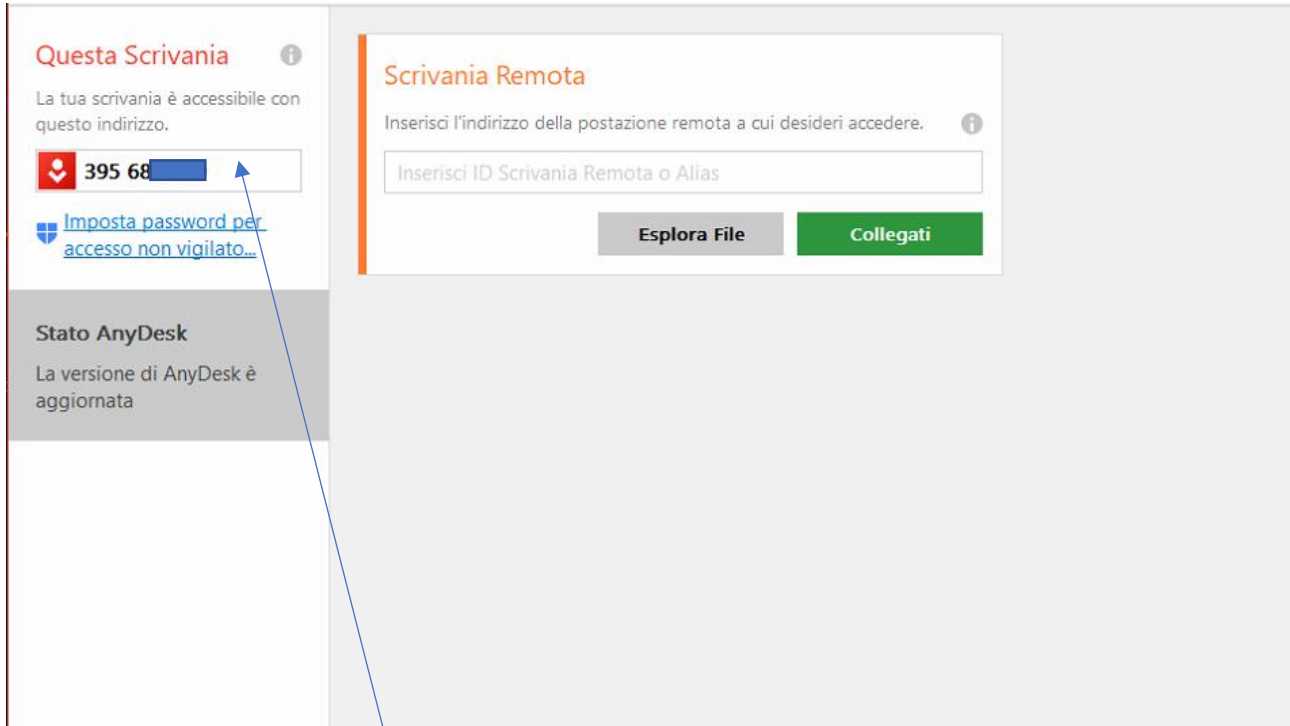 Questa Scrivania
La tua scrivania è accessibile con
questo indirizzo.
395 68
Imposta password per
accesso non vigilato...
Stato AnyDesk
La versione di AnyDesk è
aggiornata
Scrivania Remota
Inserisci l'indirizzo della postazione remota a cui desideri accedere.
Inserisci ID Scrivania Remota o Alias
Esplora File
Collegati